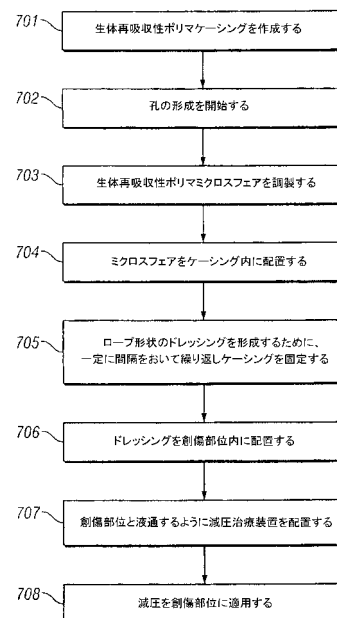 701
生体再吸収性ポリマケーシングを作成する
702
孔の形成を開始する
703
生体再吸収性ポリマミクロスフェアを調製する
704
ミクロスフェアをケーシング内に配置する
705
ロープ形状のドレッシングを形成するために、
一定に間隔をおいて繰り返しケーシングを固定する
706
ドレッシングを創傷部位内に配置する
707
創傷部位と液通するように減圧治療装置を配置する
708
減圧を創傷部位に適用する